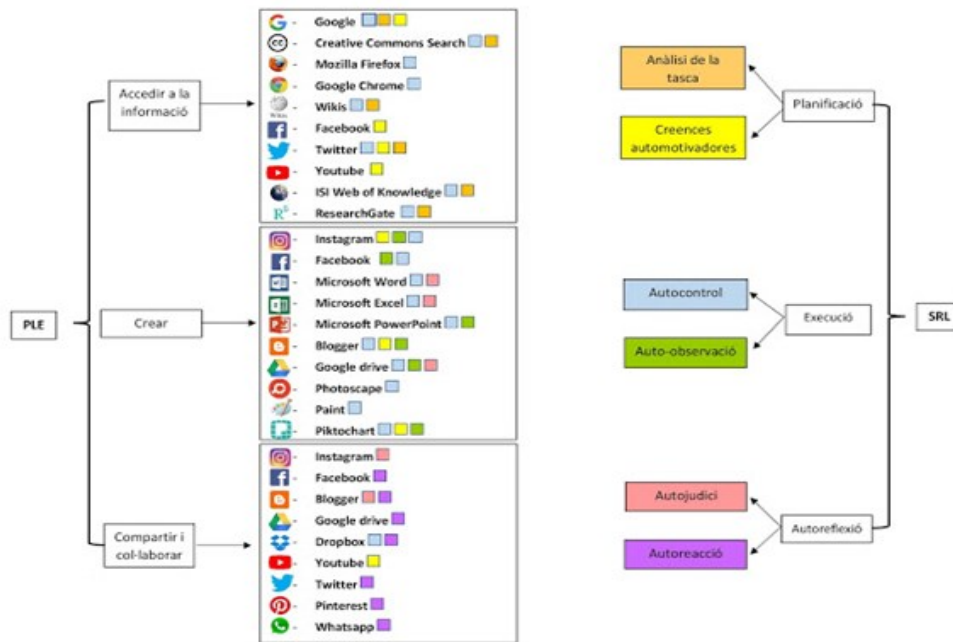 PLE
Accedir a la
informació
- Google
- Creative Commons Search
- Mozilla Firefox
- Google Chrome
Wikis
- Wikis
- Facebook
- Twitter
- Youtube
- ISI Web of Knowledge
- ResearchGate
Crear
- Instagram
- Facebook
- Microsoft Word
- Microsoft Excel
- Microsoft PowerPoint
- Blogger
- Google drive
- Photoscape
- Paint
- Piktochart
Compartir i
col·laborar
- Instagram
- Facebook
- Blogger
- Google drive
- Dropbox
- Youtube
- Twitter
- Pinterest
- Whatsapp
Anàlisi de la
tasca
Creences
automotivadores
Planificació
Autocontrol
Auto-observació
Execució
Autojudici
Autoreacció
Autoreflexió
SRL